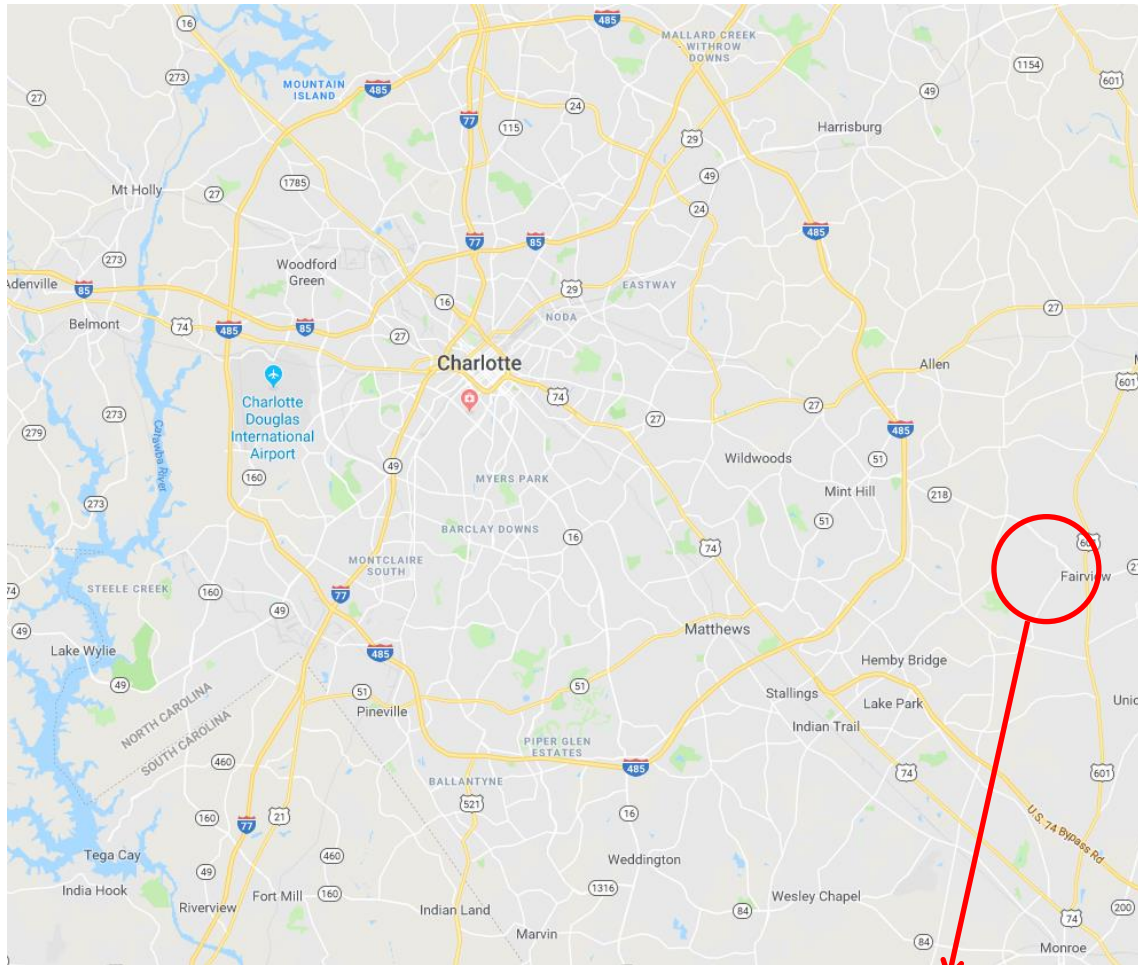 485
MALLARD CREEK
WITHROW
DOWNS
16
1154
601
273
MOUNTAIN
ISLAND
485
49
27
24
77
115
29
Harrisburg
49
Mt Holly
27
1785
24
485
77
85
273
Woodford
Green
EASTWAY
Adenville
85
29
16
NODA
27
Belmont
74
485
85
27
Charlotte
Allen
601
Charlotte
Douglas
International
Airport
74
273
27
27
279
485
Catawba River
Wildwoods
51
49
160
MYERS PARK
Mint Hill
218
273
BARCLAY DOWNS
51
16
601
74
MONTCLAIRE
SOUTH
Fairview
STEELE CREEK
160
74
77
49
49
Matthews
Lake Wylie
485
Hemby Bridge
49
51
51
Stallings
Lake Park
NORTH CAROLINA
SOUTH CAROLINA
Pineville
Indian Trail
PIPER GLEN
ESTATES
460
485
BALLANTYNE
74
601
521
160
77
21
16
U.S. 74 Bypass Rd
Tega Cay
460
Weddington
49
India Hook
Fort Mill
160
1316
Wesley Chapel
Riverview
Indian Land
84
200
74
Marvin
84
Monroe